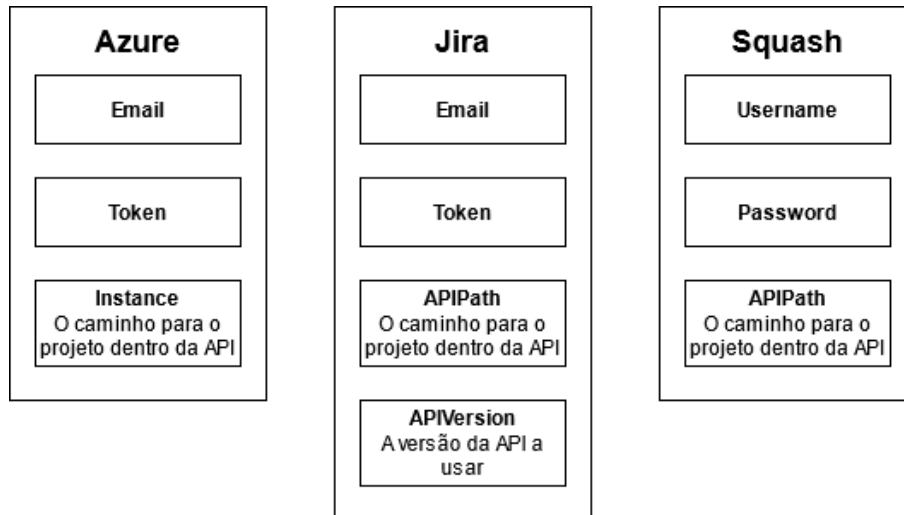 Azure
Email
Token
Instance
O caminho para o
projeto dentro da API
Jira
Email
Token
APIPath
O caminho para o
projeto dentro da API
APIVersion
A versão da API a
usar
Squash
Username
Password
APIPath
O caminho para o
projeto dentro da API